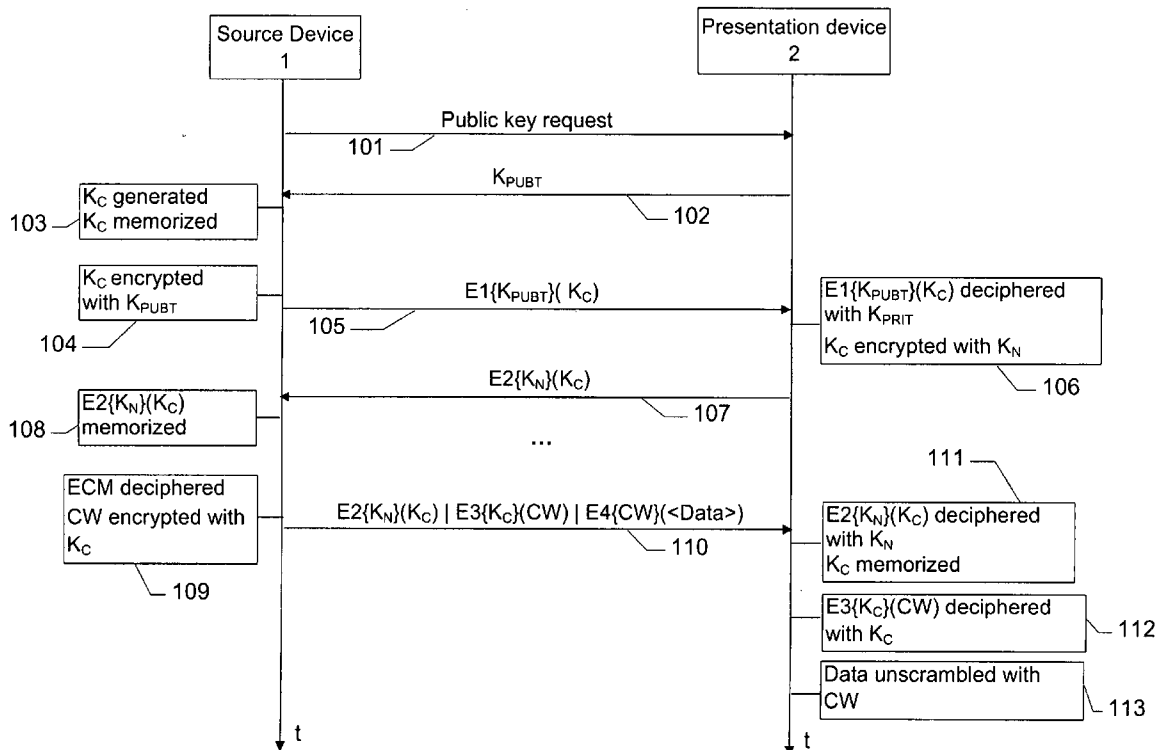 Source Device
1
Presentation device
2
Public key request
101
K_PUBT
102
K_C generated
K_C memorized
103
K_C encrypted
with K_PUBT
104
E1{K_PUBT}( K_C)
105
E1{K_PUBT}(K_C) deciphered
with K_PRIT
K_C encrypted with K_N
106
E2{K_N}(K_C)
107
E2{K_N}(K_C)
memorized
108
...
ECM deciphered
CW encrypted with
K_C
109
E2{K_N}(K_C) | E3{K_C}(CW) | E4{CW}(<Data>)
110
111
E2{K_N}(K_C) deciphered
with K_N
K_C memorized
E3{K_C}(CW) deciphered
with K_C
112
Data unscrambled with
CW
113
t
t